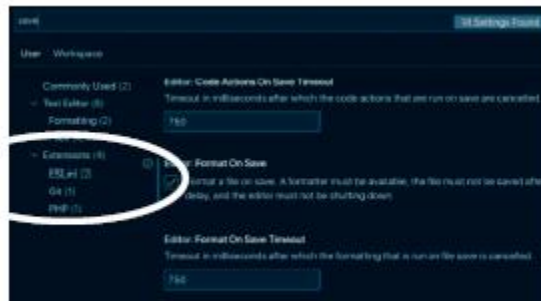 save
18 Settings Found
User Workspace
Commonly Used (2)
Text Editor (8)
Formatting (2)
Extensions (4)
ESLint (2)
Git (1)
PHP (1)
Editor: Code Actions On Save Timeout
Timeout in milliseconds after which the code actions that are run on save are cancelled.
750
Editor: Format On Save
Format a file on save. A formatter must be available, the file must not be saved after
delay, and the editor must not be shutting down.
Editor: Format On Save Timeout
Timeout in milliseconds after which the formatting that is run on file save is cancelled.
750